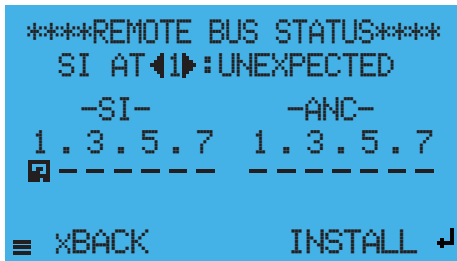 ****REMOTE BUS STATUS****
SI AT◀1▶:UNEXPECTED
-SI- -ANC-
1.3.5.7 1.3.5.7
------ -------
≡ xBACK INSTALL ↵